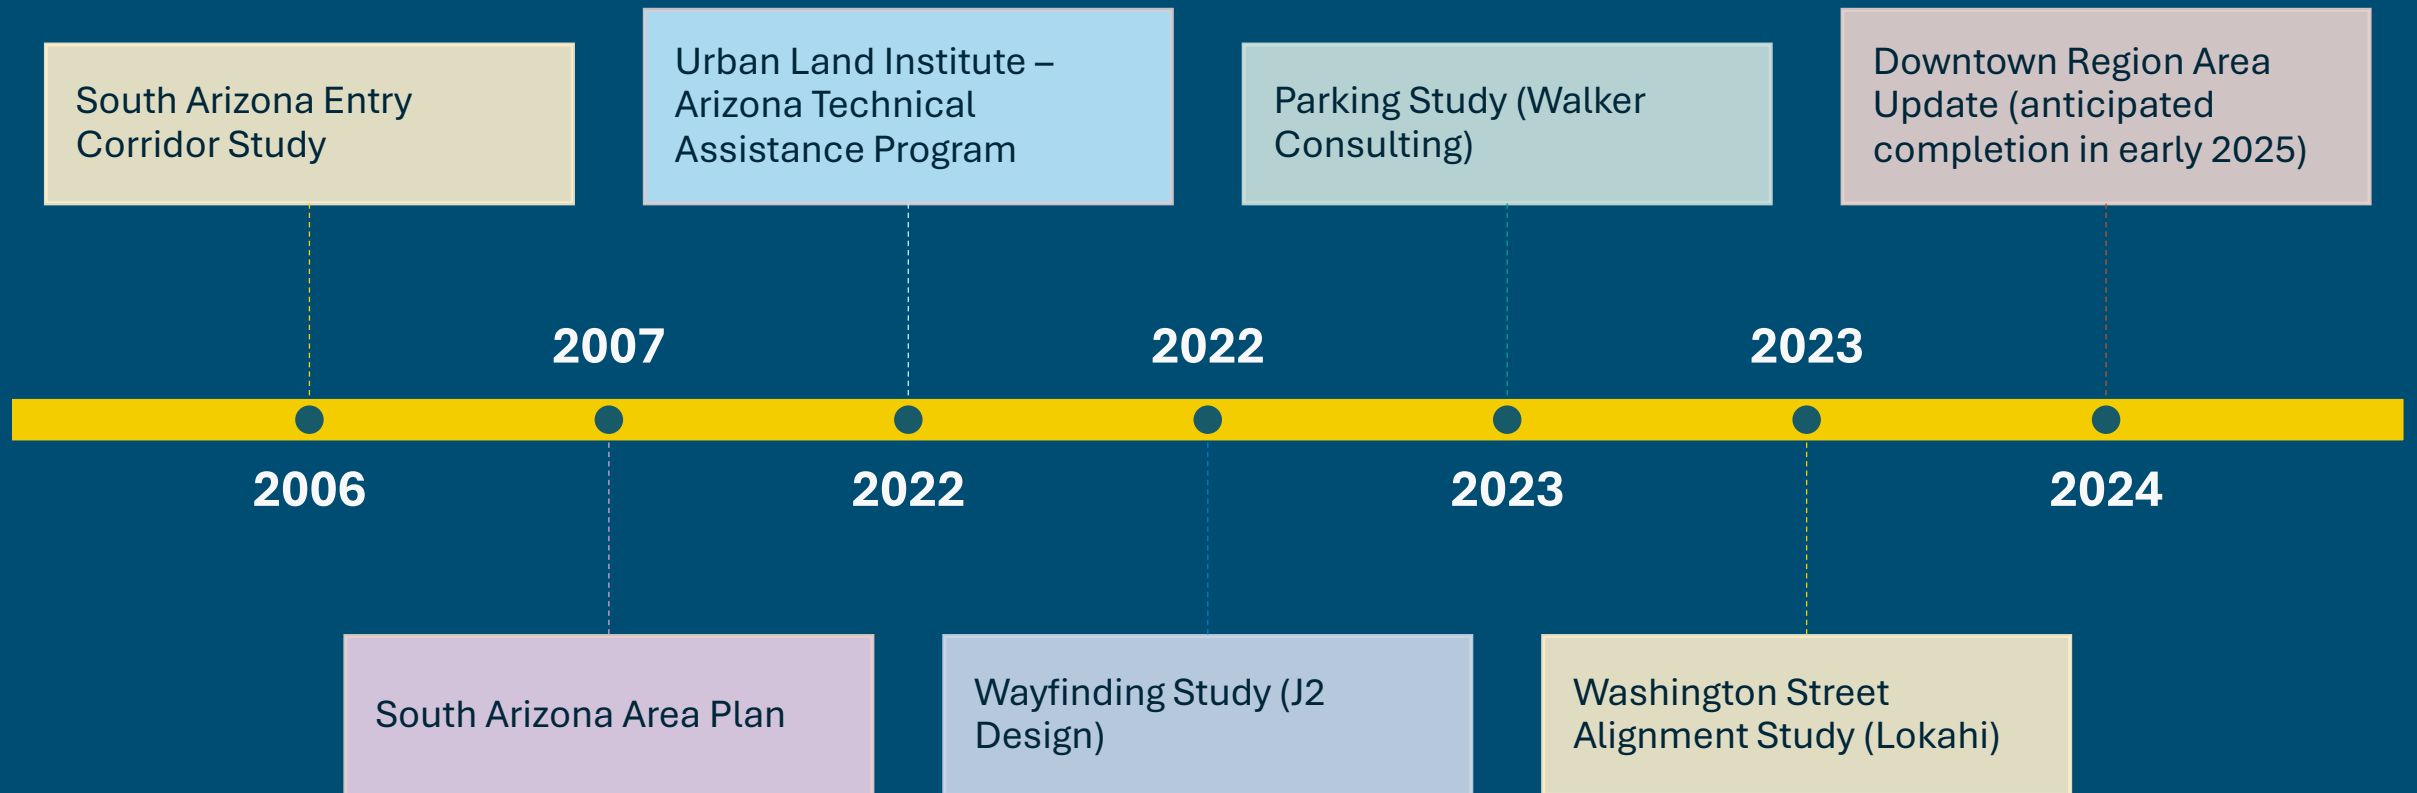 South Arizona Entry
Corridor Study
Urban Land Institute –
Arizona Technical
Assistance Program
Parking Study (Walker
Consulting)
Downtown Region Area
Update (anticipated
completion in early 2025)
2007
2022
2023
2006
2022
2023
2024
South Arizona Area Plan
Wayfinding Study (J2
Design)
Washington Street
Alignment Study (Lokahi)